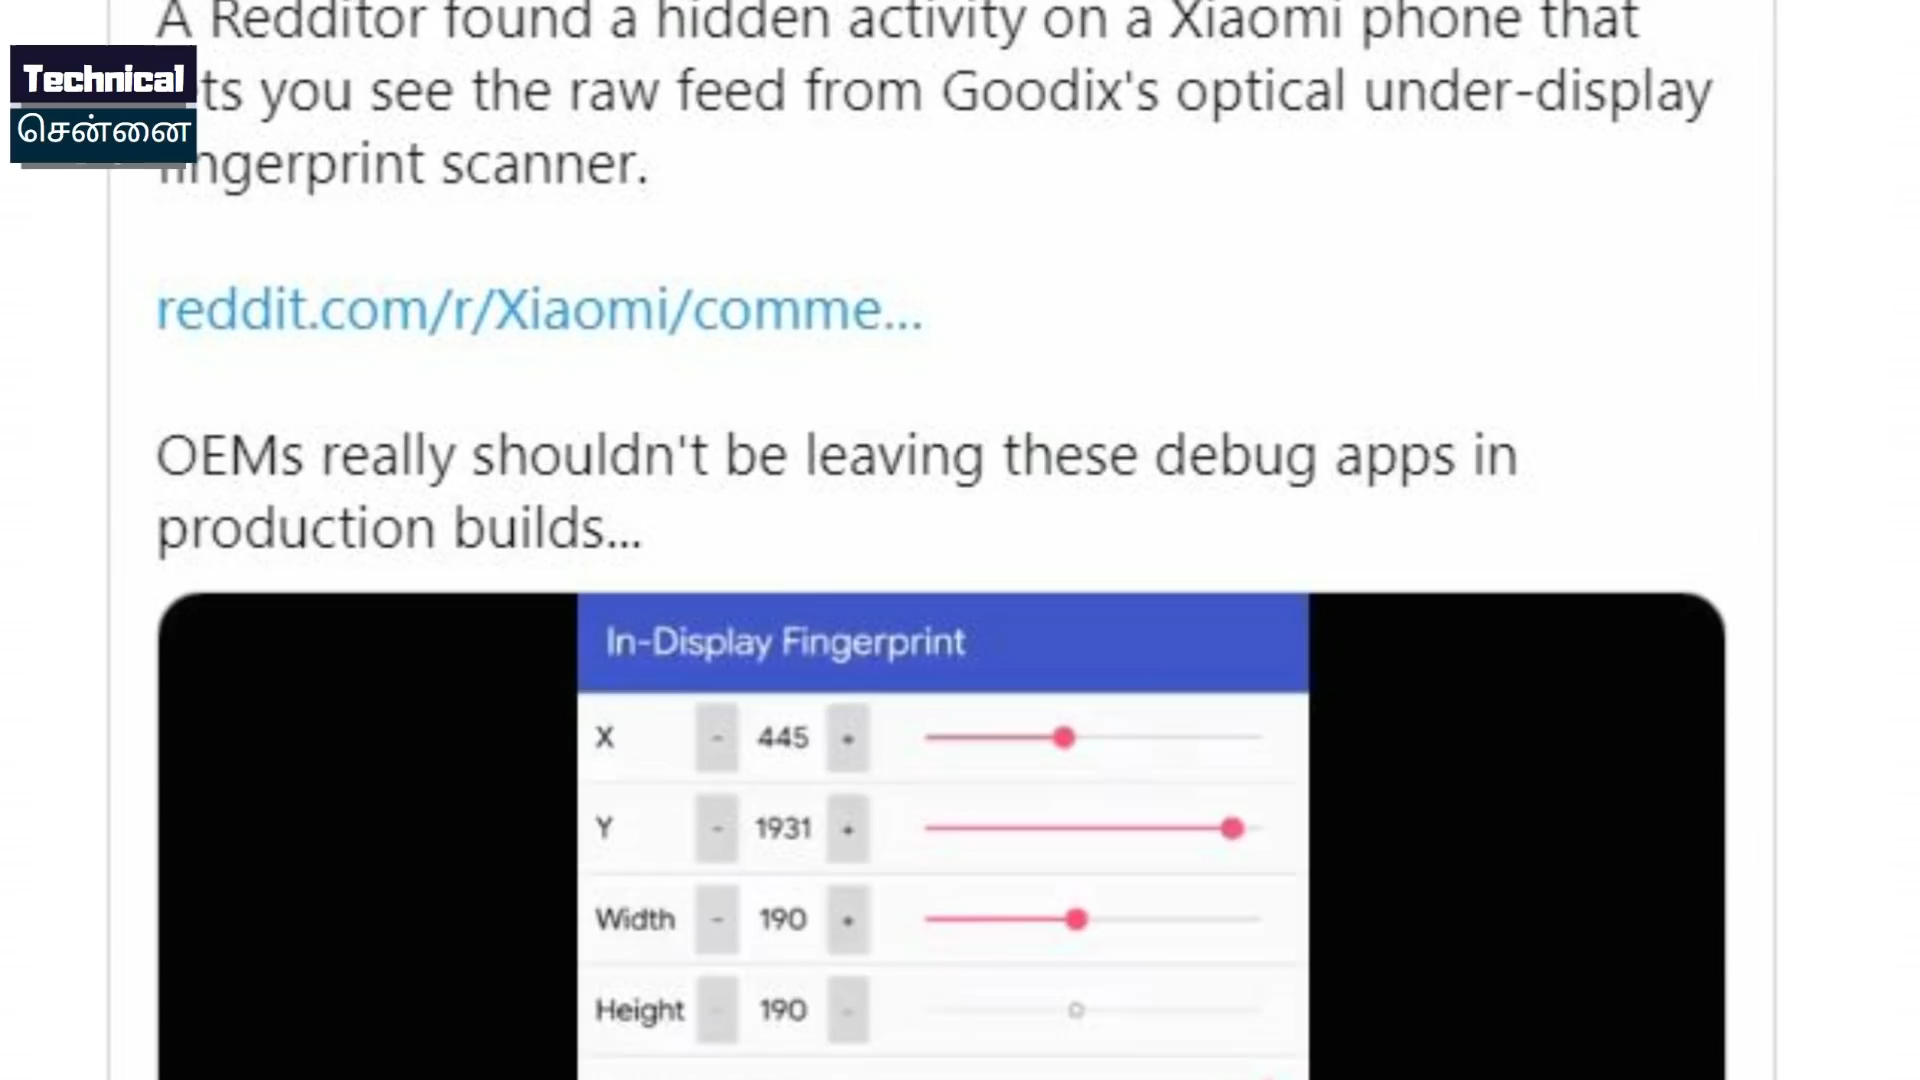 A Redditor found a hidden activity on a Xiaomi phone that
Technical
ts you see the raw feed from Goodix's optical under-display
சென்னை
ngerprint scanner.
reddit.com/r/Xiaomi/comme...
OEMs really shouldn't be leaving these debug apps in
production builds...
In-Display Fingerprint
X - 445 +
Y - 1931 +
Width - 190 +
Height - 190 -